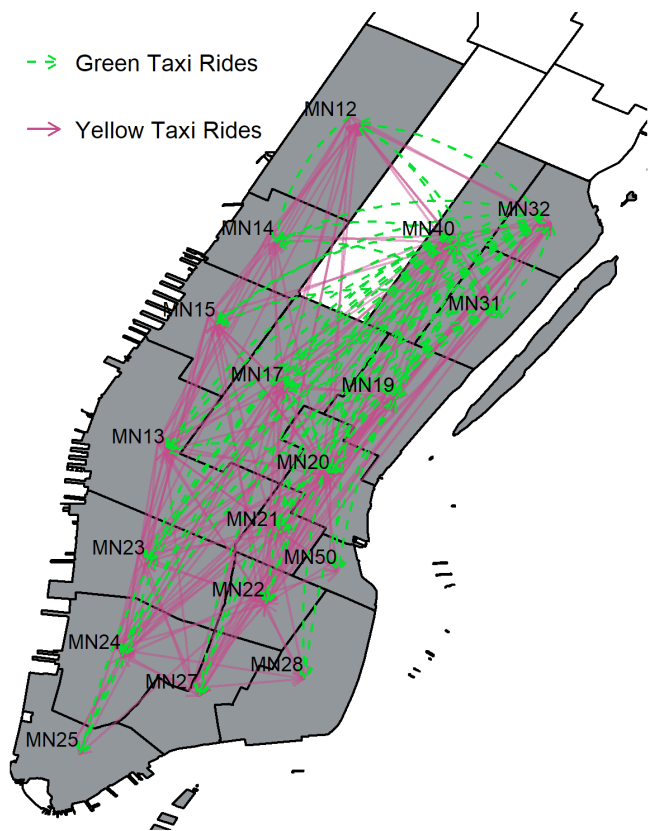 Green Taxi Rides
Yellow Taxi Rides
MN12
MN32
MN14
MN40
MN31
MN15
MN17
MN19
MN13
MN20
MN21
MN23
MN50
MN22
MN24
MN28
MN27
MN25